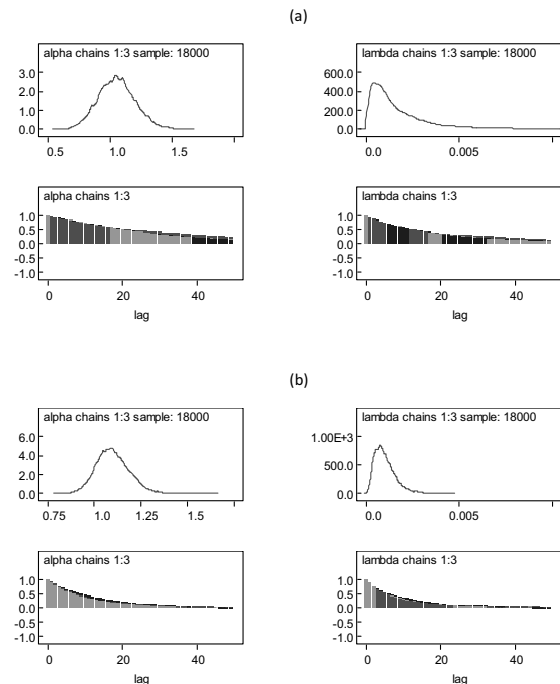 (a)
alpha chains 1:3 sample: 18000
3.0
2.0
1.0
0.0
0.5 1.0 1.5
lambda chains 1:3 sample: 18000
600.0
400.0
200.0
0.0
0.0 0.005
alpha chains 1:3
1.0
0.5
0.0
-0.5
-1.0
0 20 40
lag
lambda chains 1:3
1.0
0.5
0.0
-0.5
-1.0
0 20 40
lag
(b)
alpha chains 1:3 sample: 18000
6.0
4.0
2.0
0.0
0.75 1.0 1.25 1.5
lambda chains 1:3 sample: 18000
1.00E+3
500.0
0.0
0.0 0.005
alpha chains 1:3
1.0
0.5
0.0
-0.5
-1.0
0 20 40
lag
lambda chains 1:3
1.0
0.5
0.0
-0.5
-1.0
0 20 40
lag